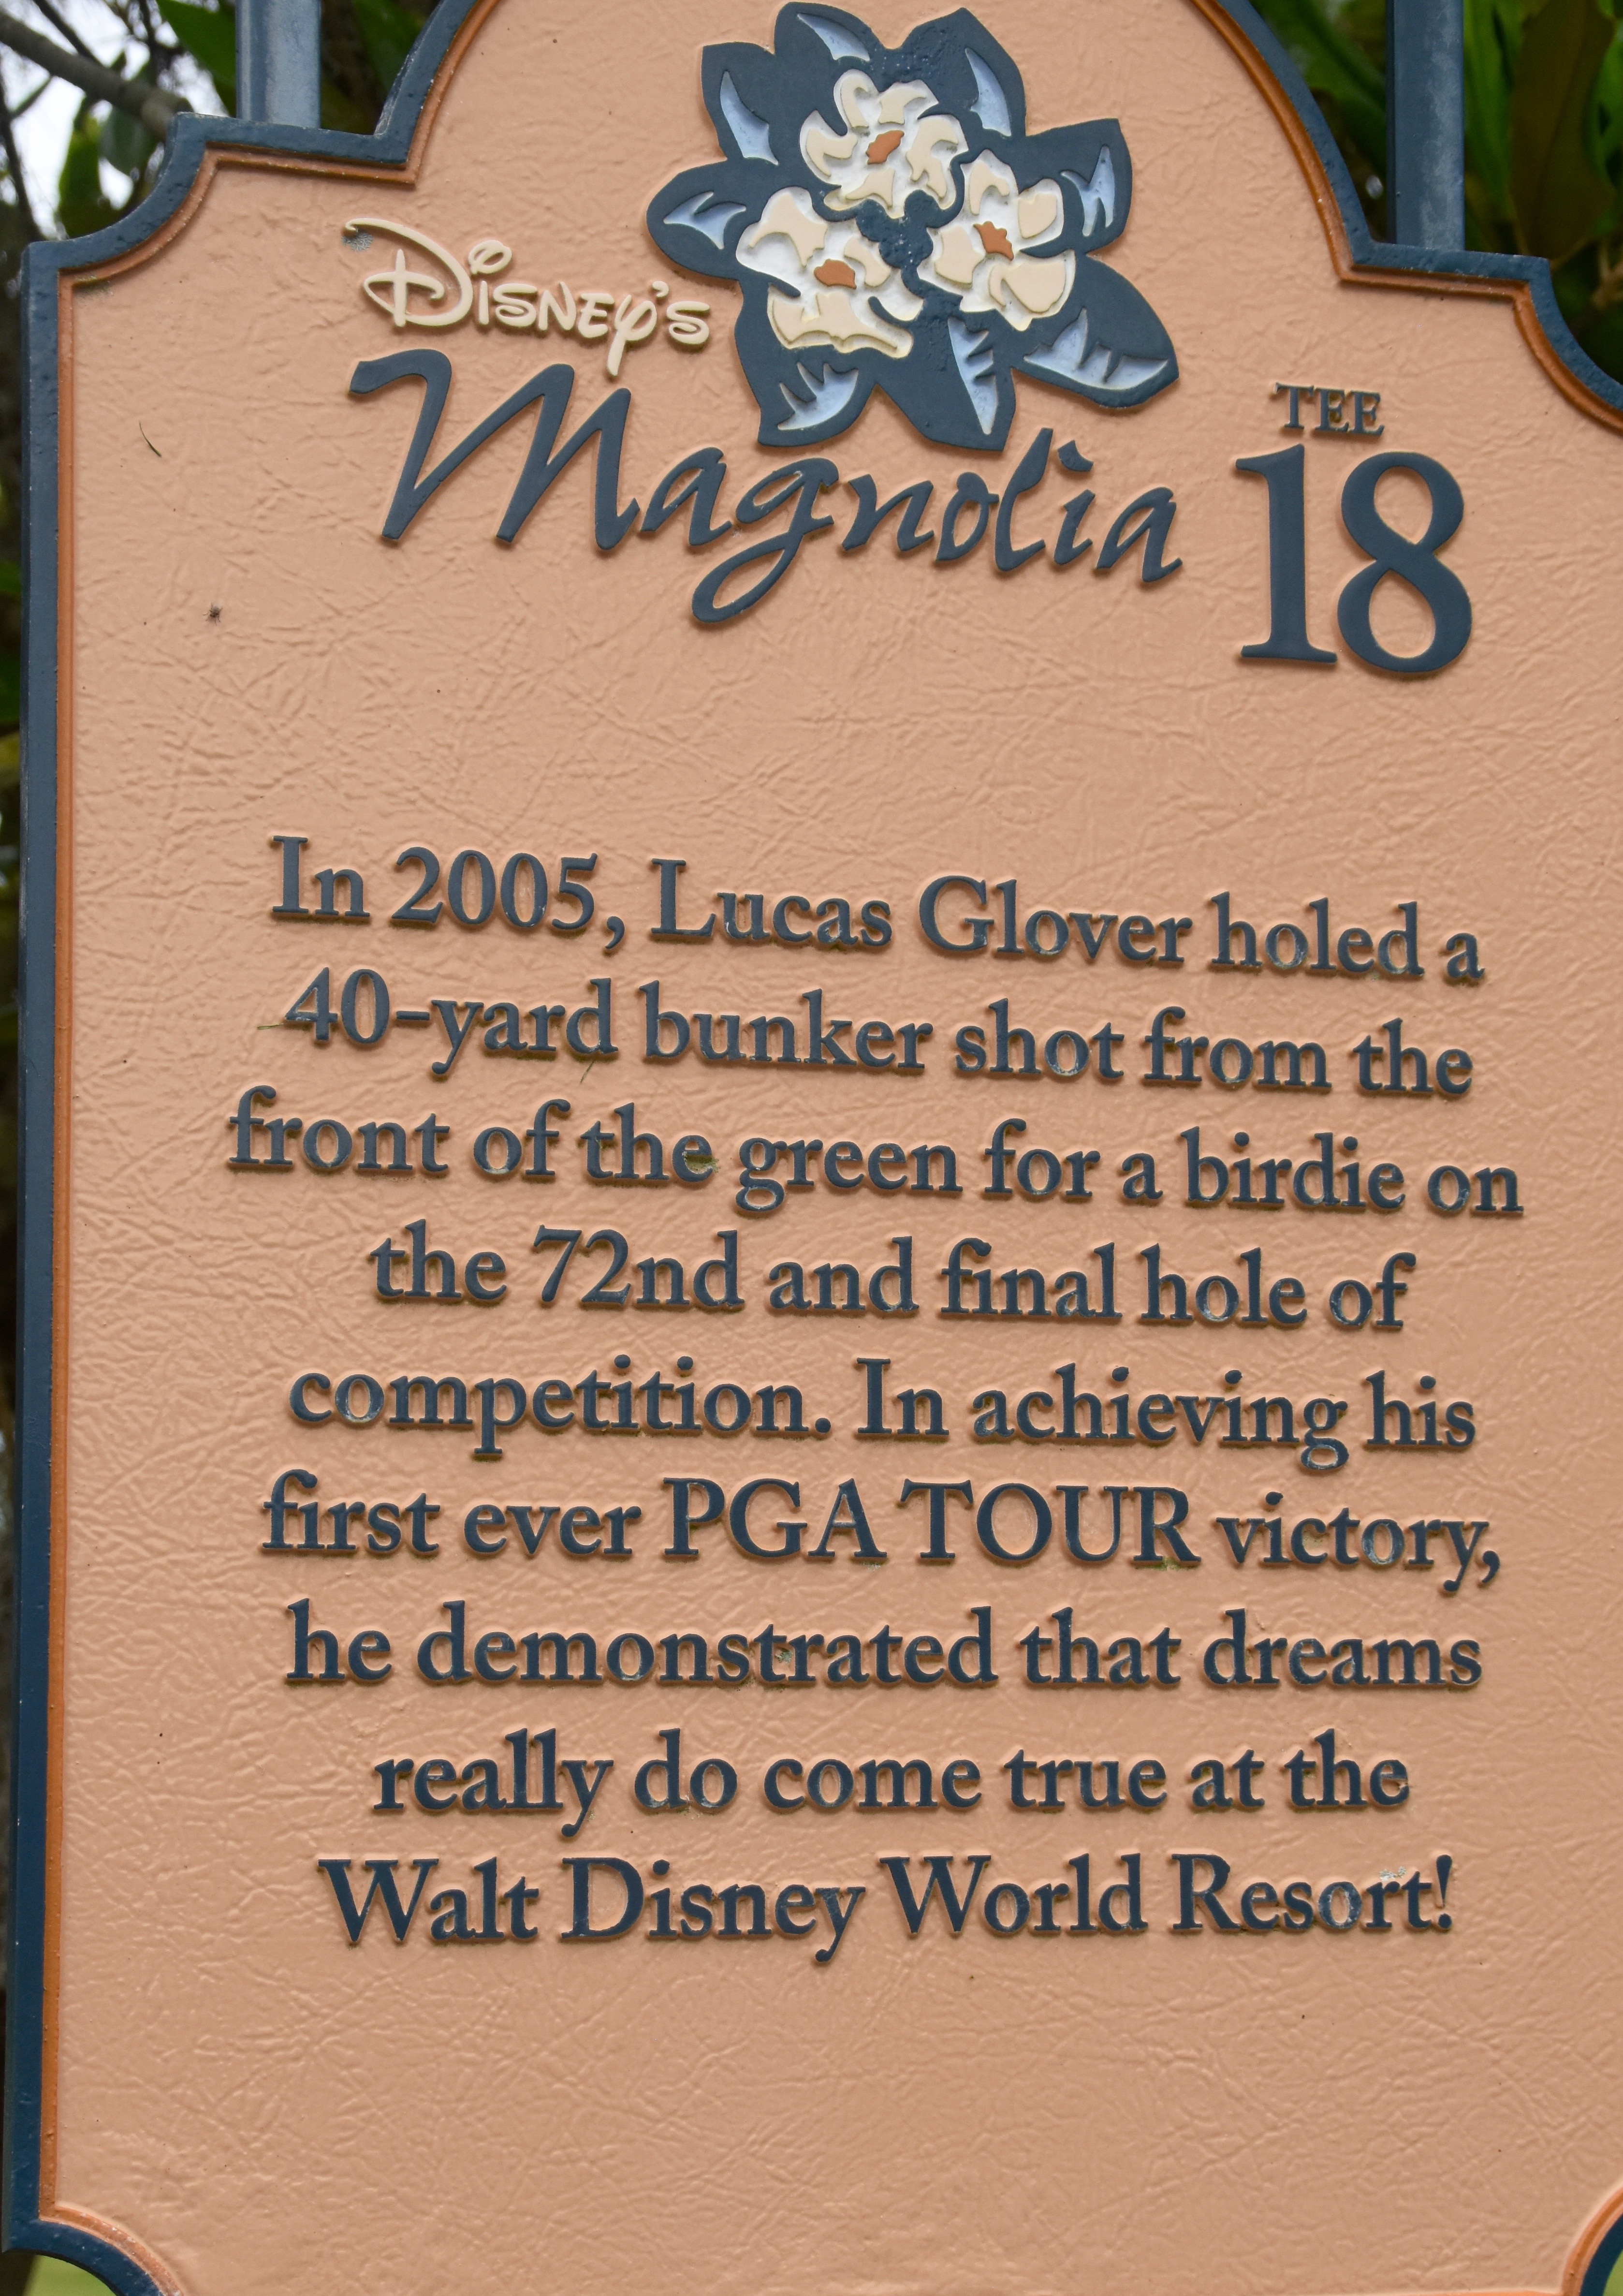 Disney's
Magnolia
TEE
18
In 2005, Lucas Glover holed a
40-yard bunker shot from the
front of the green for a birdie on
the 72nd and final hole of
competition. In achieving his
first ever PGA TOUR victory,
he demonstrated that dreams
really do come true at the
Walt Disney World Resort!